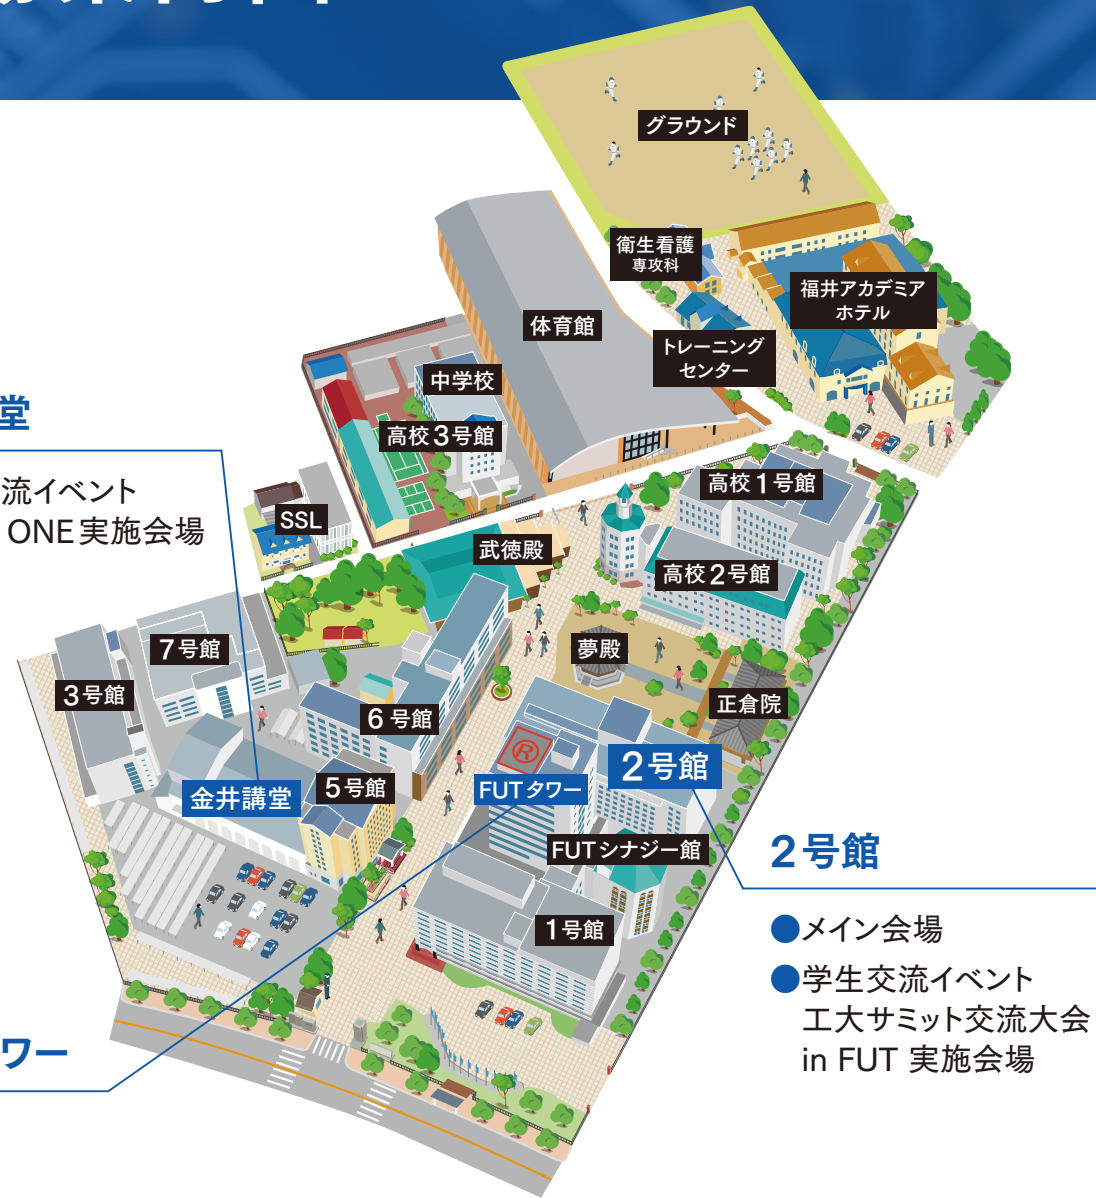 グラウンド
衛生看護
専攻科
福井アカデミア
ホテル
体育館
トレーニング
センター
中学校
高校3号館
高校1号館
SSL
武徳殿
高校2号館
夢殿
7号館
3号館
正倉院
6号館
2号館
5号館
金井講堂
FUTタワー
FUTシナジー館
1号館
堂
流イベント
ONE実施会場
ワー
2号館
●メイン会場
●学生交流イベント
工大サミット交流大会
in FUT 実施会場
®